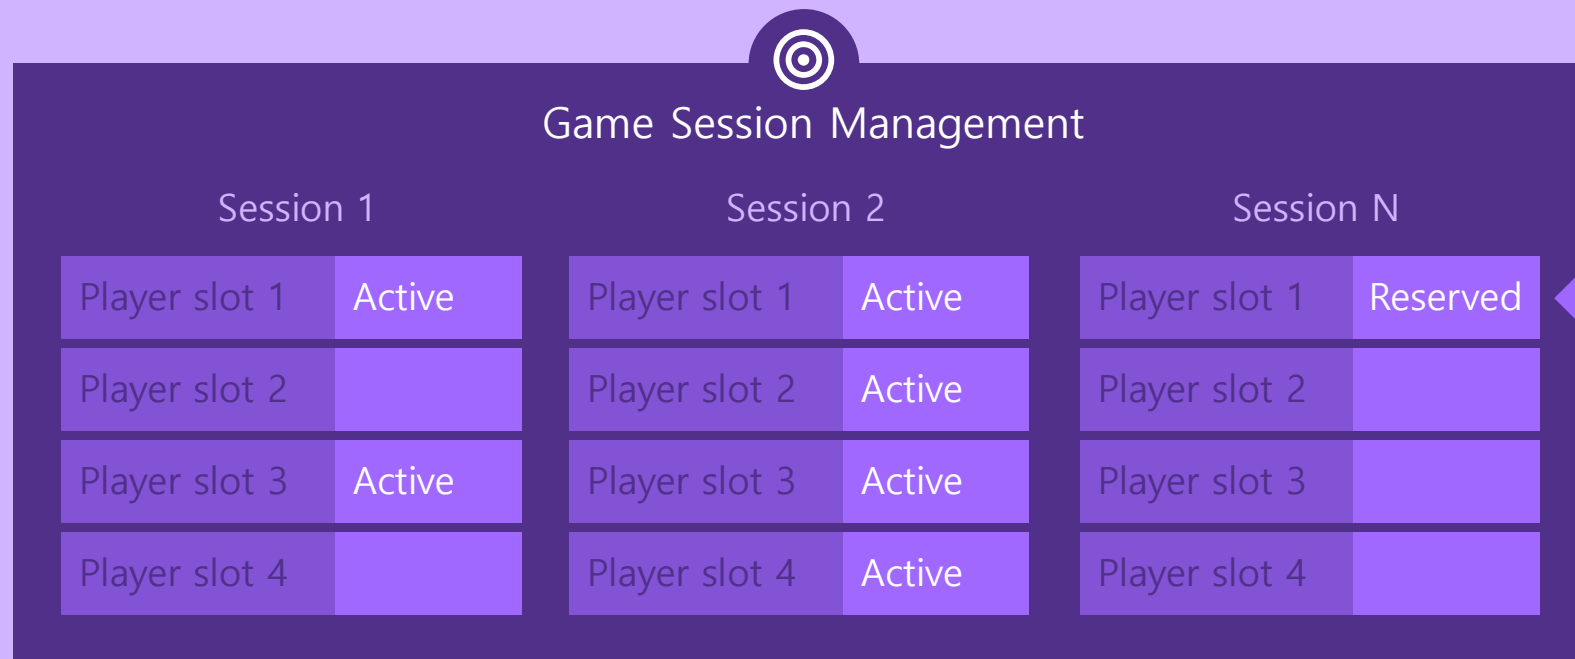 Game Session Management
Session 1 Session 2 Session N
Player slot 1 Active Player slot 1 Active Player slot 1 Reserved
Player slot 2 Player slot 2 Active Player slot 2
Player slot 3 Active Player slot 3 Active Player slot 3
Player slot 4 Player slot 4 Active Player slot 4